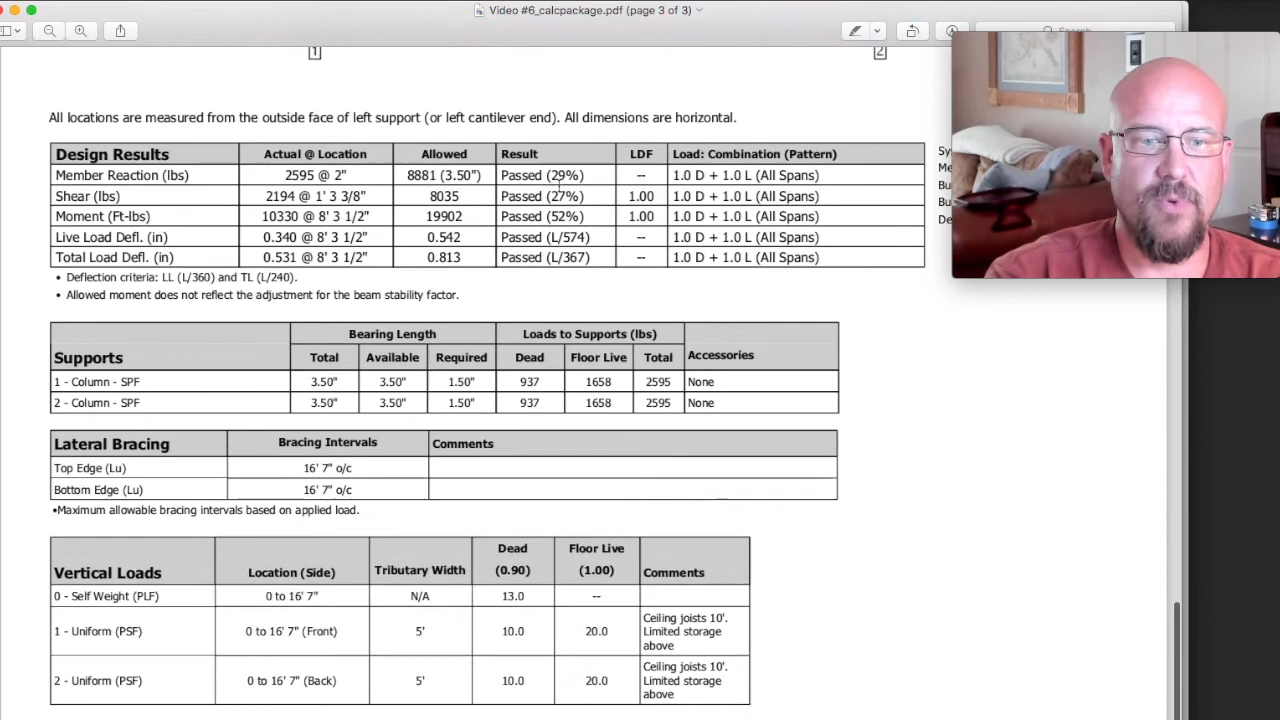 Video #6_calcpackage.pdf (page 3 of 3)
Search
1 2
All locations are measured from the outside face of left support (or left cantilever end). All dimensions are horizontal.
Design Results Actual @ Location Allowed Result LDF Load: Combination (Pattern)
Member Reaction (lbs) 2595 @ 2" 8881 (3.50") Passed (29%) -- 1.0 D + 1.0 L (All Spans)
Shear (lbs) 2194 @ 1' 3 3/8" 8035 Passed (27%) 1.00 1.0 D + 1.0 L (All Spans)
Moment (Ft-lbs) 10330 @ 8' 3 1/2" 19902 Passed (52%) 1.00 1.0 D + 1.0 L (All Spans)
Live Load Defl. (in) 0.340 @ 8' 3 1/2" 0.542 Passed (L/574) -- 1.0 D + 1.0 L (All Spans)
Total Load Defl. (in) 0.531 @ 8' 3 1/2" 0.813 Passed (L/367) -- 1.0 D + 1.0 L (All Spans)
Sy
Me
Bu
Bu
De
• Deflection criteria: LL (L/360) and TL (L/240).
• Allowed moment does not reflect the adjustment for the beam stability factor.
Bearing Length Loads to Supports (lbs)
Supports Total Available Required Dead Floor Live Total Accessories
1 - Column - SPF 3.50" 3.50" 1.50" 937 1658 2595 None
2 - Column - SPF 3.50" 3.50" 1.50" 937 1658 2595 None
Lateral Bracing Bracing Intervals Comments
Top Edge (Lu) 16' 7" o/c
Bottom Edge (Lu) 16' 7" o/c
•Maximum allowable bracing intervals based on applied load.
Dead Floor Live
Vertical Loads Location (Side) Tributary Width (0.90) (1.00) Comments
0 - Self Weight (PLF) 0 to 16' 7" N/A 13.0 --
1 - Uniform (PSF) 0 to 16' 7" (Front) 5' 10.0 20.0 Ceiling joists 10'.
Limited storage
above
2 - Uniform (PSF) 0 to 16' 7" (Back) 5' 10.0 20.0 Ceiling joists 10'.
Limited storage
above